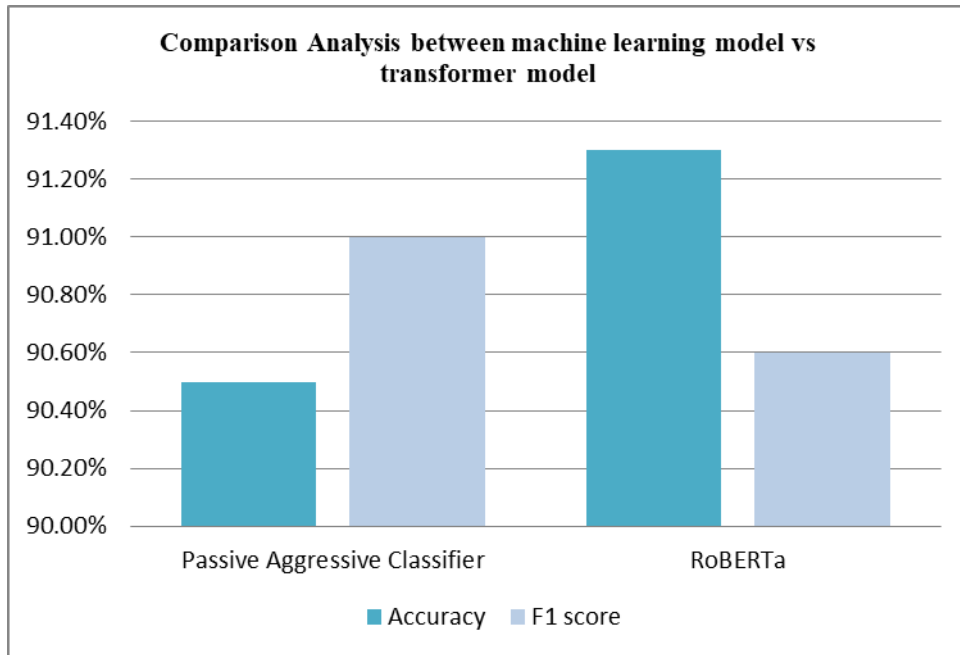 Comparison Analysis between machine learning model vs
transformer model
91.40%
91.20%
91.00%
90.80%
90.60%
90.40%
90.20%
90.00%
Passive Aggressive Classifier RoBERTa
Accuracy F1 score